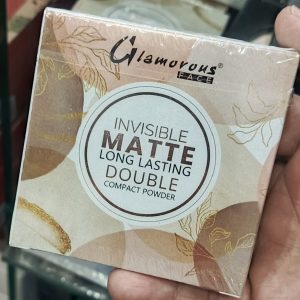 Glamorous®
FACE
INVISIBLE
MATTE
LONG LASTING
DOUBLE
COMPACT POWDER